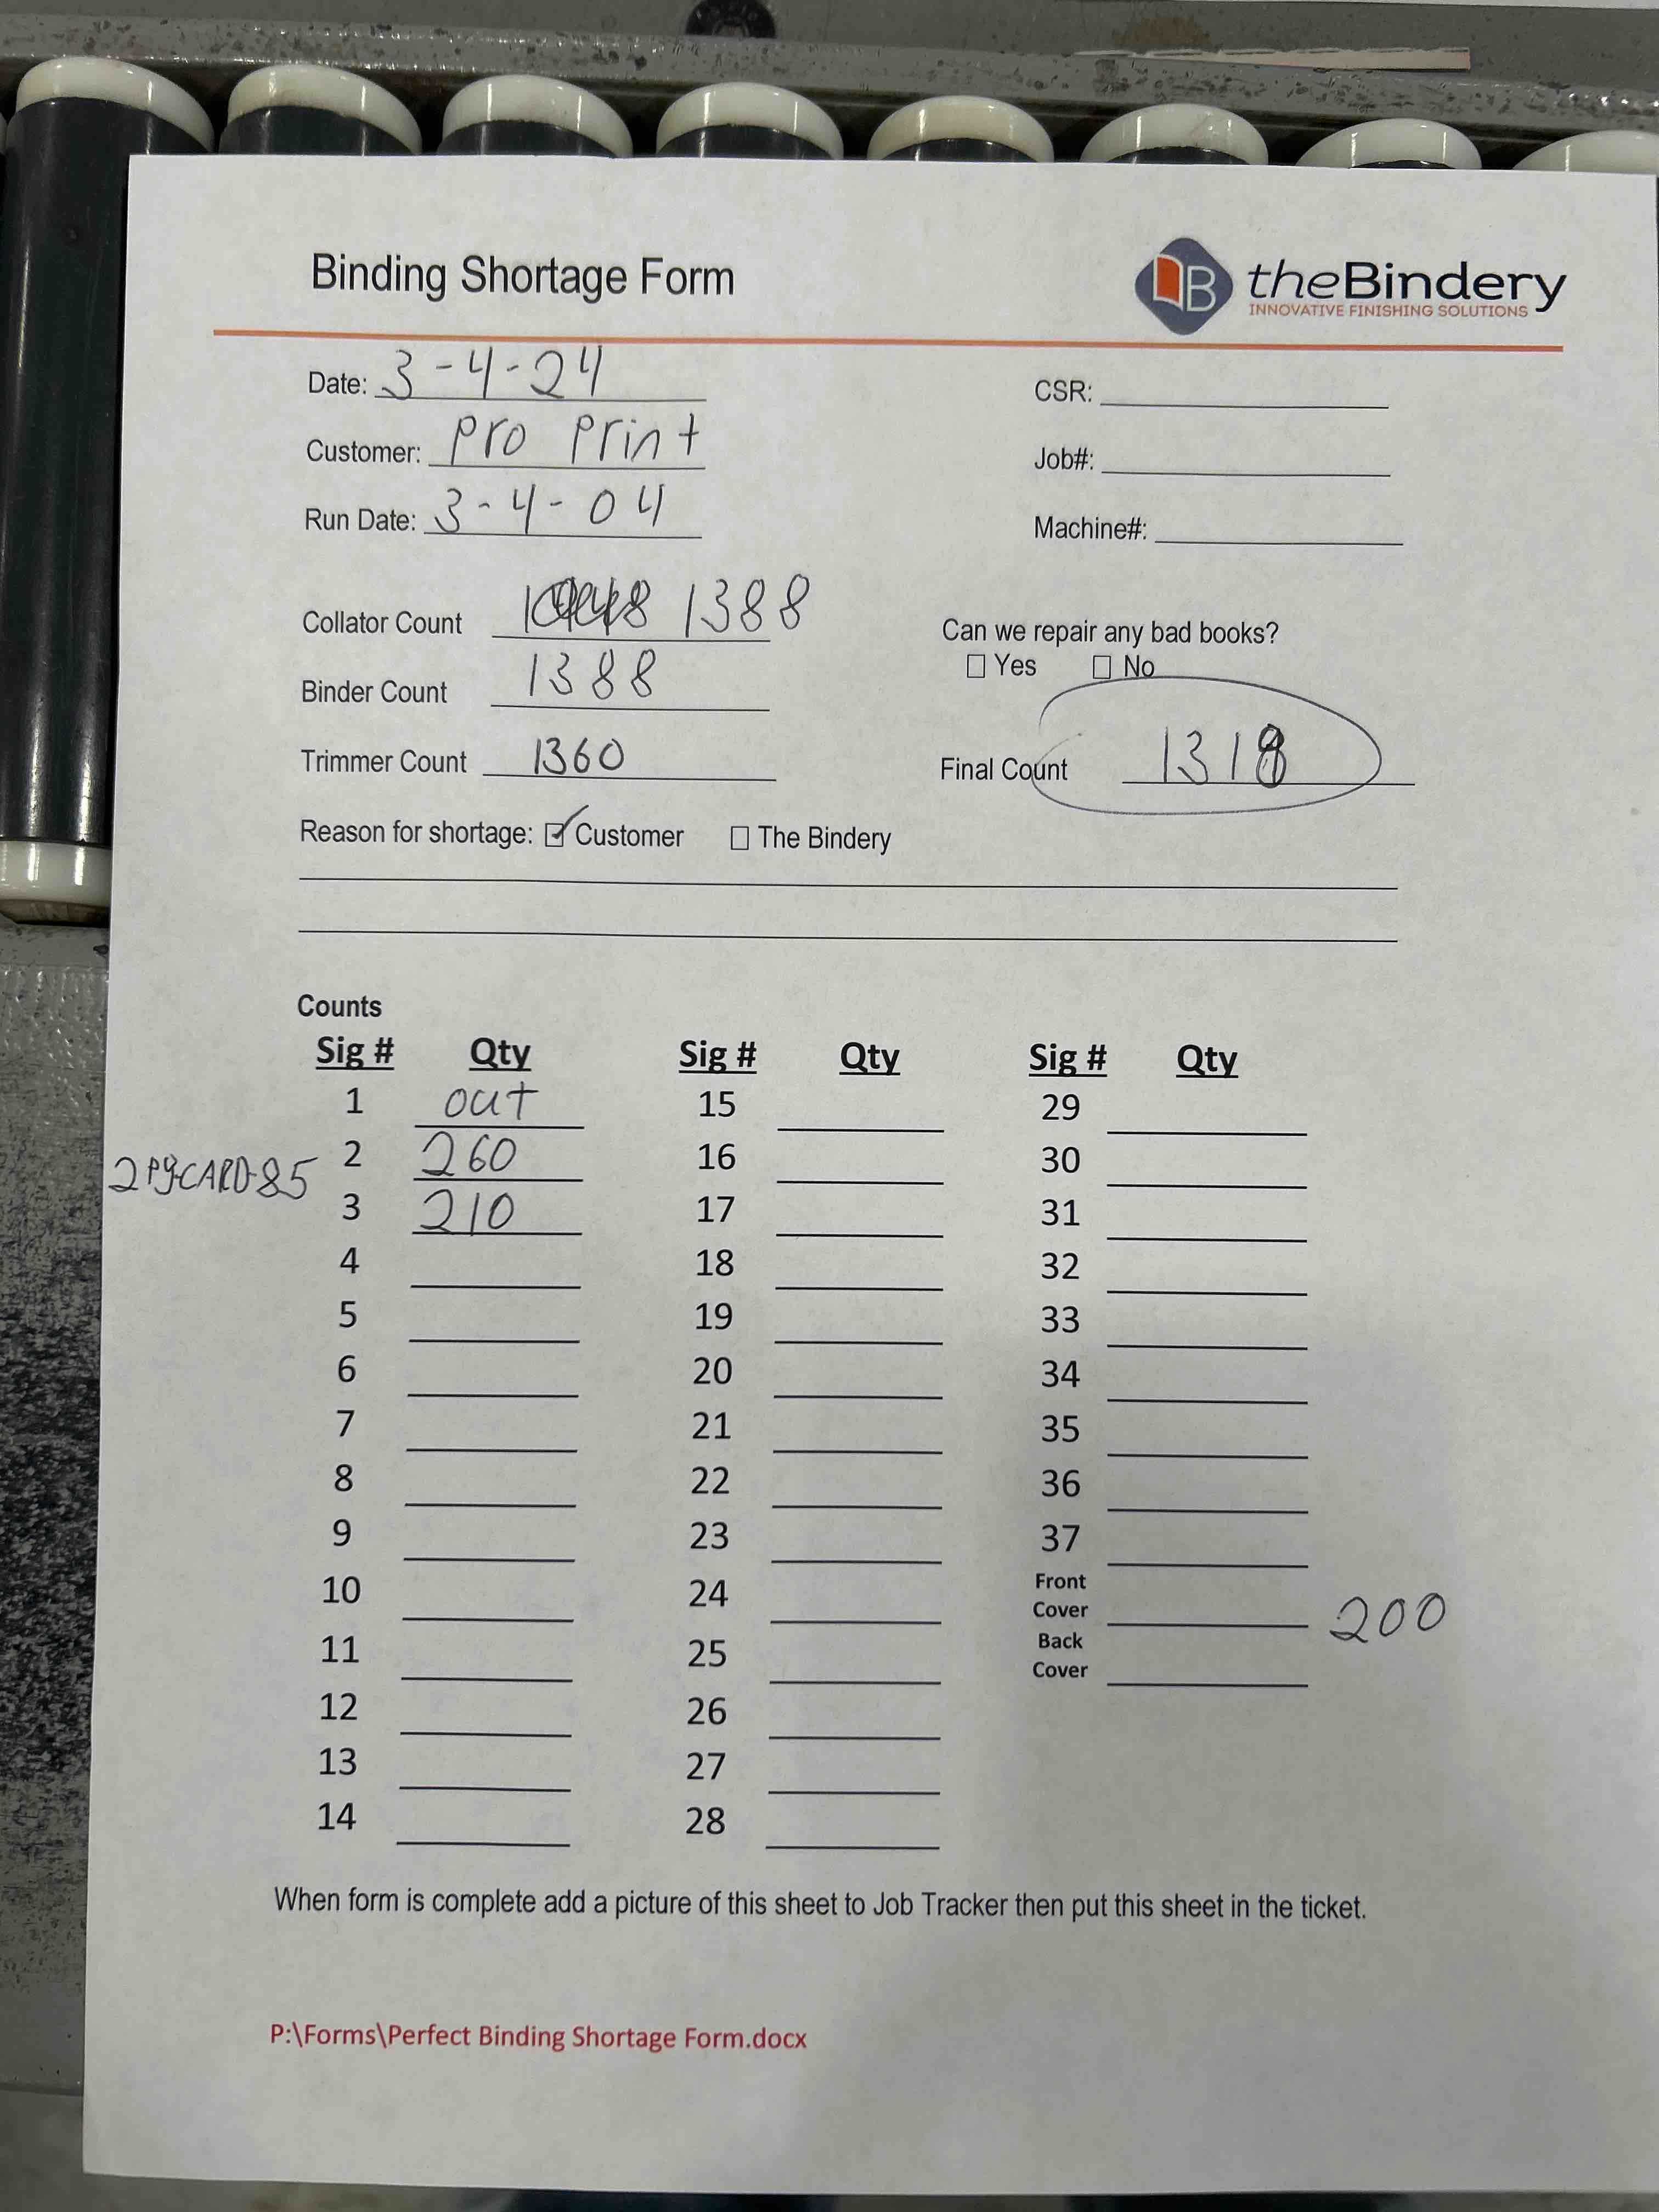 Binding Shortage Form
theBindery
INNOVATIVE FINISHING SOLUTIONS
Date: 3-4-24
CSR:
Customer: Pro Print
Job#:
Run Date: 3-4-04
Machine#:
Collator Count 1388
Can we repair any bad books?
Yes No
Binder Count 1388
Trimmer Count 1360
Final Count
Reason for shortage: Customer The Bindery
Counts
Sig # Qty Sig # Qty Sig # Qty
1 out 15 29
2 260 16 30
2PG-CARD-85
3 210 17 31
4 18 32
5 19 33
6 20 34
7 21 35
8 22 36
9 23 37
10 24 Front Cover 200
11 25 Back Cover
12 26
13 27
14 28
When form is complete add a picture of this sheet to Job Tracker then put this sheet in the ticket.
P:\Forms\Perfect Binding Shortage Form.docx